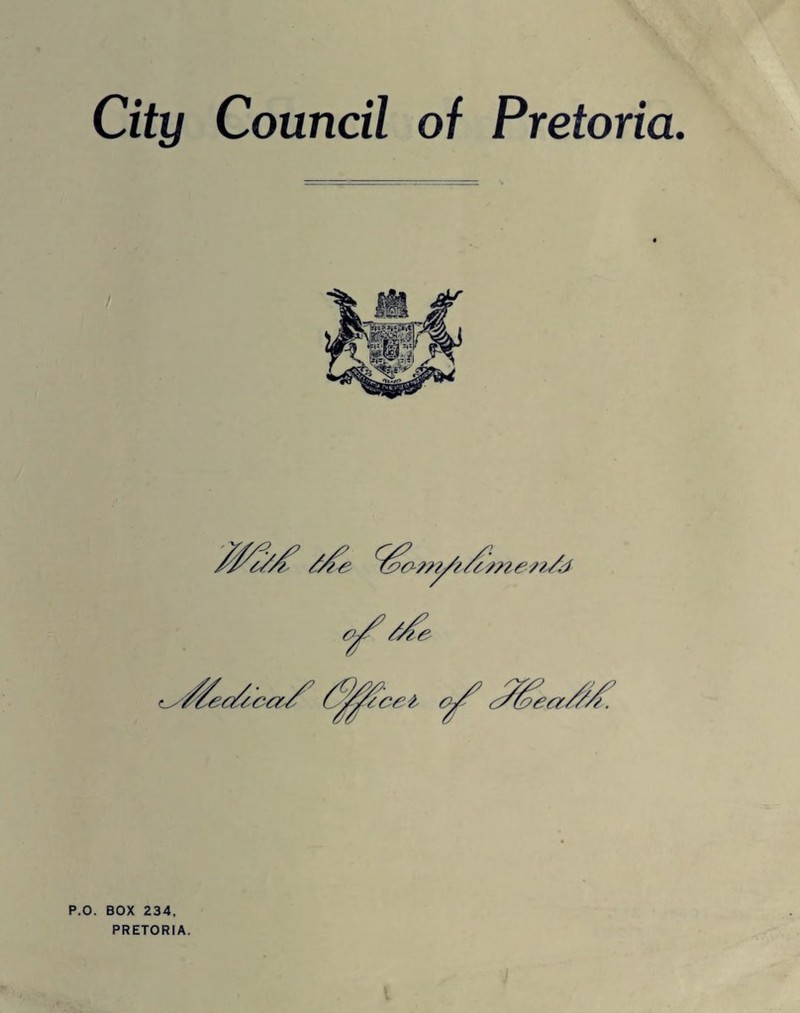 City Council of Pretoria.
With the Compliments
of the
Medical Officer of Health.
P.O. BOX 234,
PRETORIA.